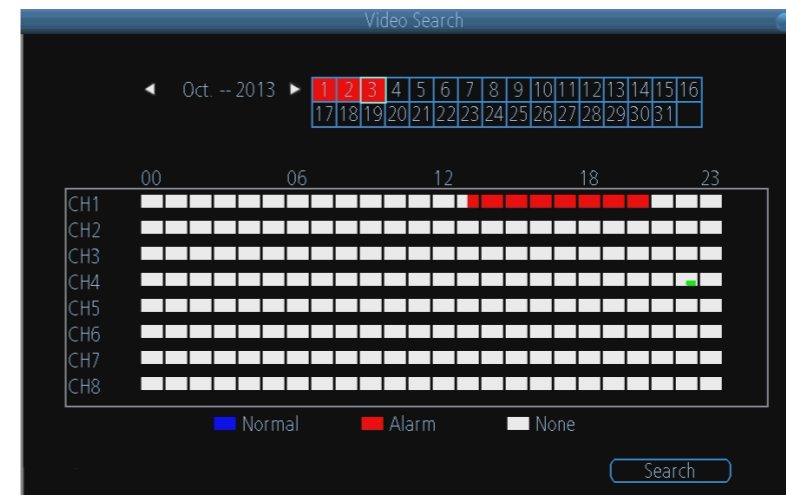 Video Search
Oct. -- 2013 1 2 3 4 5 6 7 8 9 10 11 12 13 14 15 16
17 18 19 20 21 22 23 24 25 26 27 28 29 30 31
00 06 12 18 23
CH1
CH2
CH3
CH4
CH5
CH6
CH7
CH8
Normal Alarm None
Search